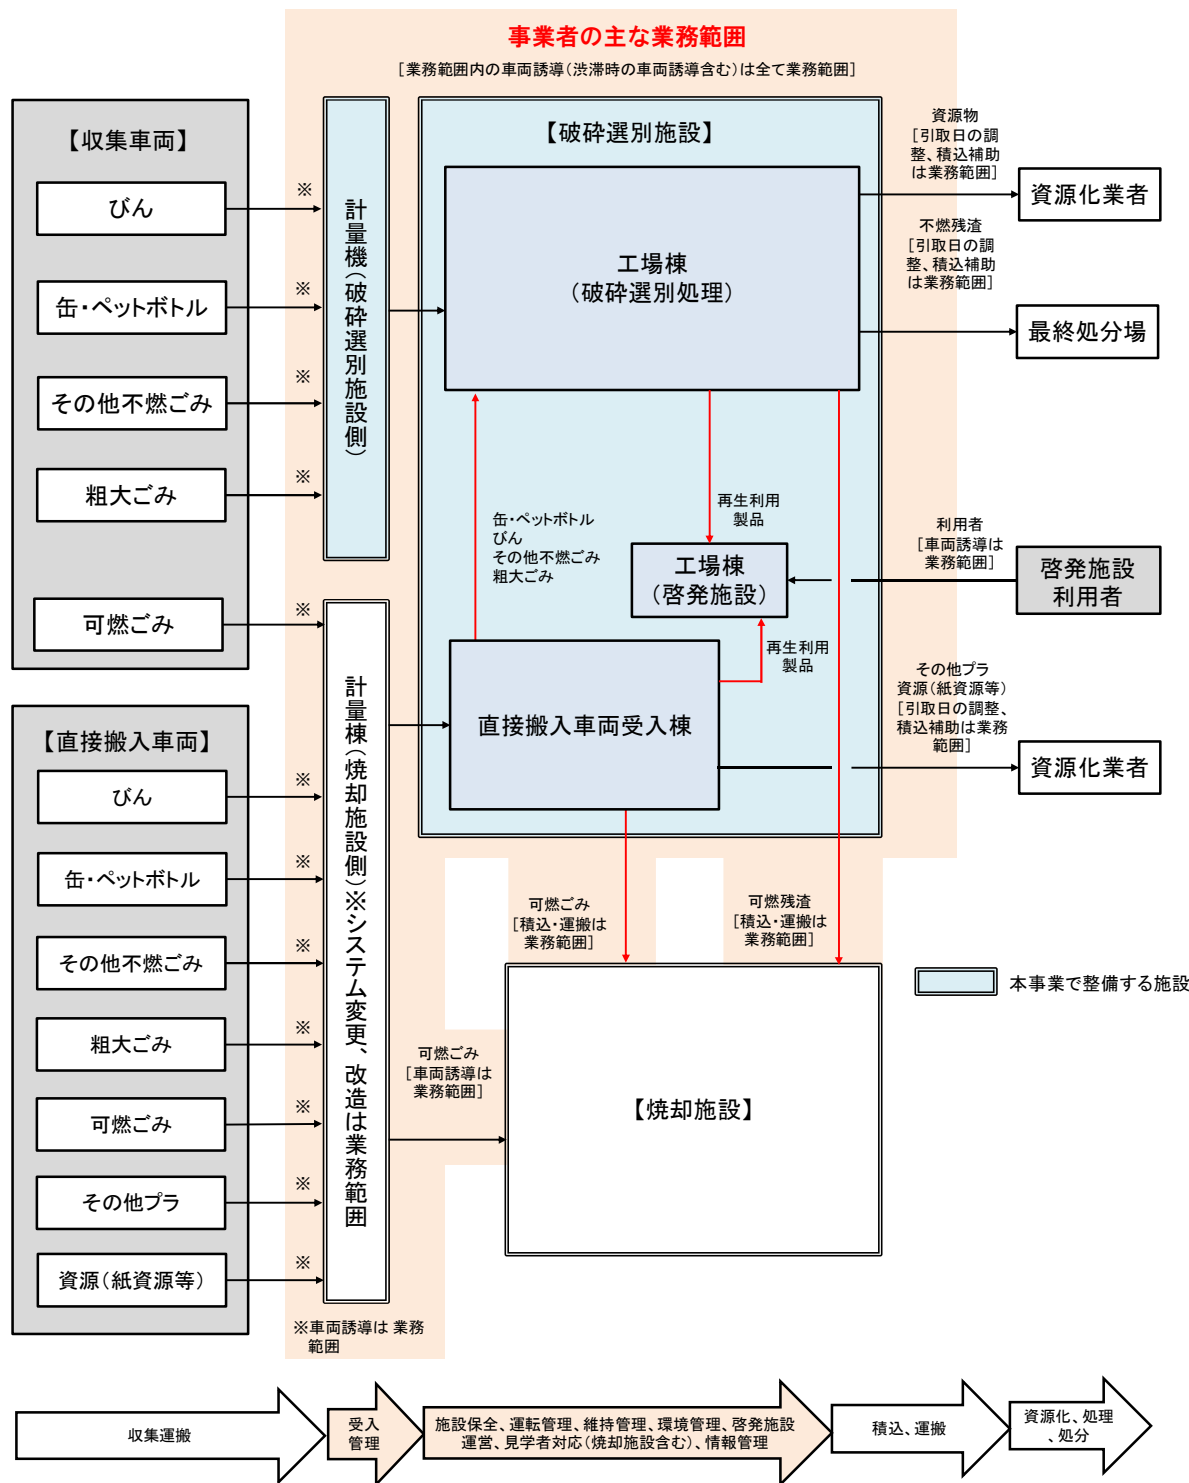 事業者の主な業務範囲
[業務範囲内の車両誘導(渋滞時の車両誘導含む)は全て業務範囲]
【収集車両】
びん
缶・ペットボトル
その他不燃ごみ
粗大ごみ
可燃ごみ
※
※
※
※
※
計量機(破砕選別施設側)
【破砕選別施設】
工場棟
(破砕選別処理)
資源物
[引取日の調
整、積込補助
は業務範囲]
資源化業者
不燃残渣
[引取日の調
整、積込補助
は業務範囲]
最終処分場
缶・ペットボトル
びん
その他不燃ごみ
粗大ごみ
再生利用
製品
工場棟
(啓発施設)
利用者
[車両誘導は
業務範囲]
啓発施設
利用者
再生利用
製品
直接搬入車両受入棟
その他プラ
資源(紙資源等)
[引取日の調整、
積込補助は業務
範囲]
資源化業者
【直接搬入車両】
びん
缶・ペットボトル
その他不燃ごみ
粗大ごみ
可燃ごみ
その他プラ
資源(紙資源等)
※
※
※
※
※
※
※
計量棟(焼却施設側)※システム変更、改造は業務範囲
可燃ごみ
[積込・運搬は
業務範囲]
可燃残渣
[積込・運搬は
業務範囲]
可燃ごみ
[車両誘導は
業務範囲]
【焼却施設】
本事業で整備する施設
※車両誘導は 業務
範囲
収集運搬
受入
管理
施設保全、運転管理、維持管理、環境管理、啓発施設
運営、見学者対応(焼却施設含む)、情報管理
積込、運搬
資源化、処理
、処分